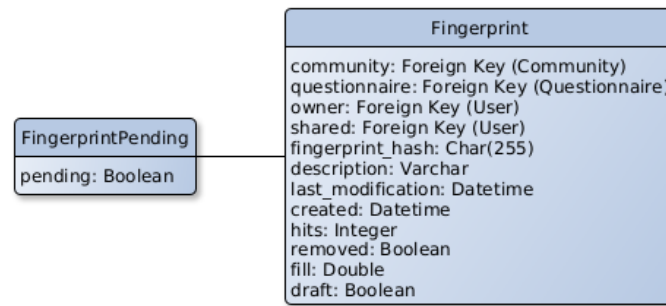 Fingerprint
community: Foreign Key (Community)
questionnaire: Foreign Key (Questionnaire)
owner: Foreign Key (User)
shared: Foreign Key (User)
fingerprint_hash: Char(255)
description: Varchar
last_modification: Datetime
created: Datetime
hits: Integer
removed: Boolean
fill: Double
draft: Boolean
FingerprintPending
pending: Boolean